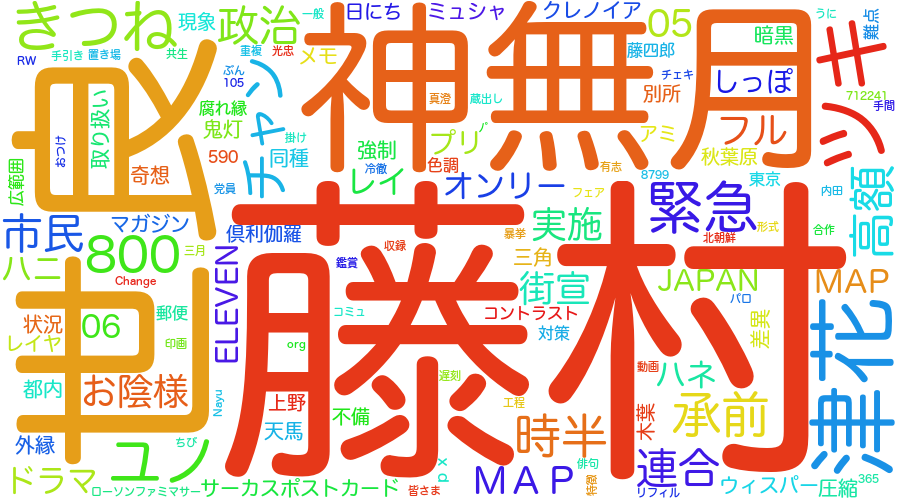 きつね
政治
現象
一般
日にち
ミュシャ
クレノイア
05
うに
難点
RW
手引き
置き場
共生
重複
光忠
メモ
神無月
藤四郎
暗黒
ツキ
ぶん
105
チェキ
しっぽ
チャン
真澄
蔵出し
別所
712241
手間
取り扱い
おつけ
腐れ縁
鬼灯
掛け
プリ
バ
アミ
フル
590
同種
強制
冷徹
色調
有志
秋葉原
広範囲
奇想
党員
レイ
オンリー
8799
東京
フェア
緊急
内田
高額
市民
マガジン
倶利伽羅
実施
暴挙
北朝鮮
形式
合作
800
三月
ELEVEN
鑑賞
収録
藤村
三角
ハニ
Change
街宣
JAPAN
MAP
郵便
コミュ
コントラスト
パロ
状況
06
対策
差異
津花
レイヤ
印画
org
動画
都内
お陰様
遅刻
ハネ
上野
Nayu
工程
木葉
承前
天馬
不備
時半
外縁
ユノ
ちび
px
俳句
連合
ドラマ
MAP
特急
ウィスパー
365
圧縮
ローソンファミマサー
サーカスポストカード
皆さま
リフィル